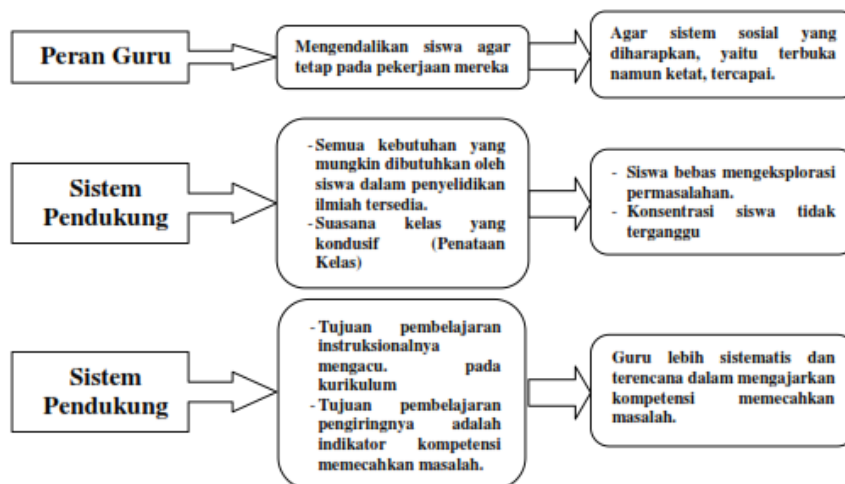 Peran Guru
Mengendalikan siswa agar
tetap pada pekerjaan mereka
Agar sistem sosial yang
diharapkan, yaitu terbuka
namun ketat, tercapai.
Sistem
Pendukung
- Semua kebutuhan yang
mungkin dibutuhkan oleh
siswa dalam penyelidikan
ilmiah tersedia.
- Suasana kelas yang
kondusif (Penataan
Kelas)
- Siswa bebas mengeksplorasi
permasalahan.
- Konsentrasi siswa tidak
terganggu
Sistem
Pendukung
- Tujuan pembelajaran
instruksionalnya
mengacu. pada
kurikulum
- Tujuan pembelajaran
pengiringnya adalah
indikator kompetensi
memecahkan masalah.
Guru lebih sistematis dan
terencana dalam mengajarkan
kompetensi memecahkan
masalah.